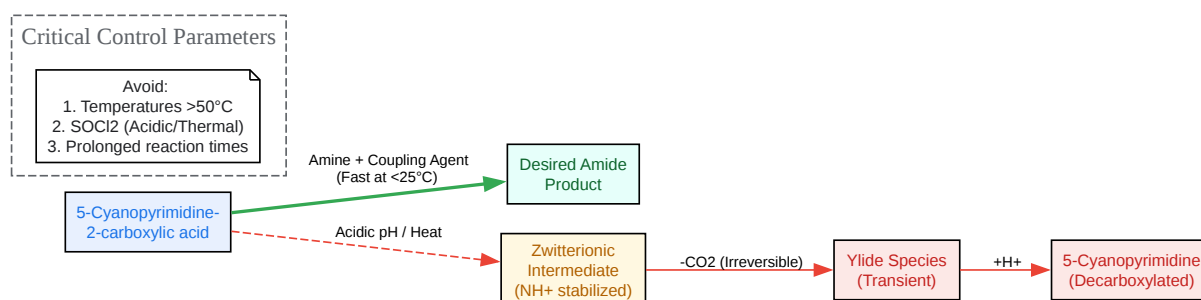 Critical Control Parameters
Avoid:
1. Temperatures >50°C
2. SOCl2 (Acidic/Thermal)
3. Prolonged reaction times
5-Cyanopyrimidine-
2-carboxylic acid
Amine + Coupling Agent
(Fast at <25°C)
Desired Amide
Product
Acidic pH / Heat
Zwitterionic
Intermediate
(NH+ stabilized)
-CO2 (Irreversible)
Ylide Species
(Transient)
+H+
5-Cyanopyrimidine
(Decarboxylated)